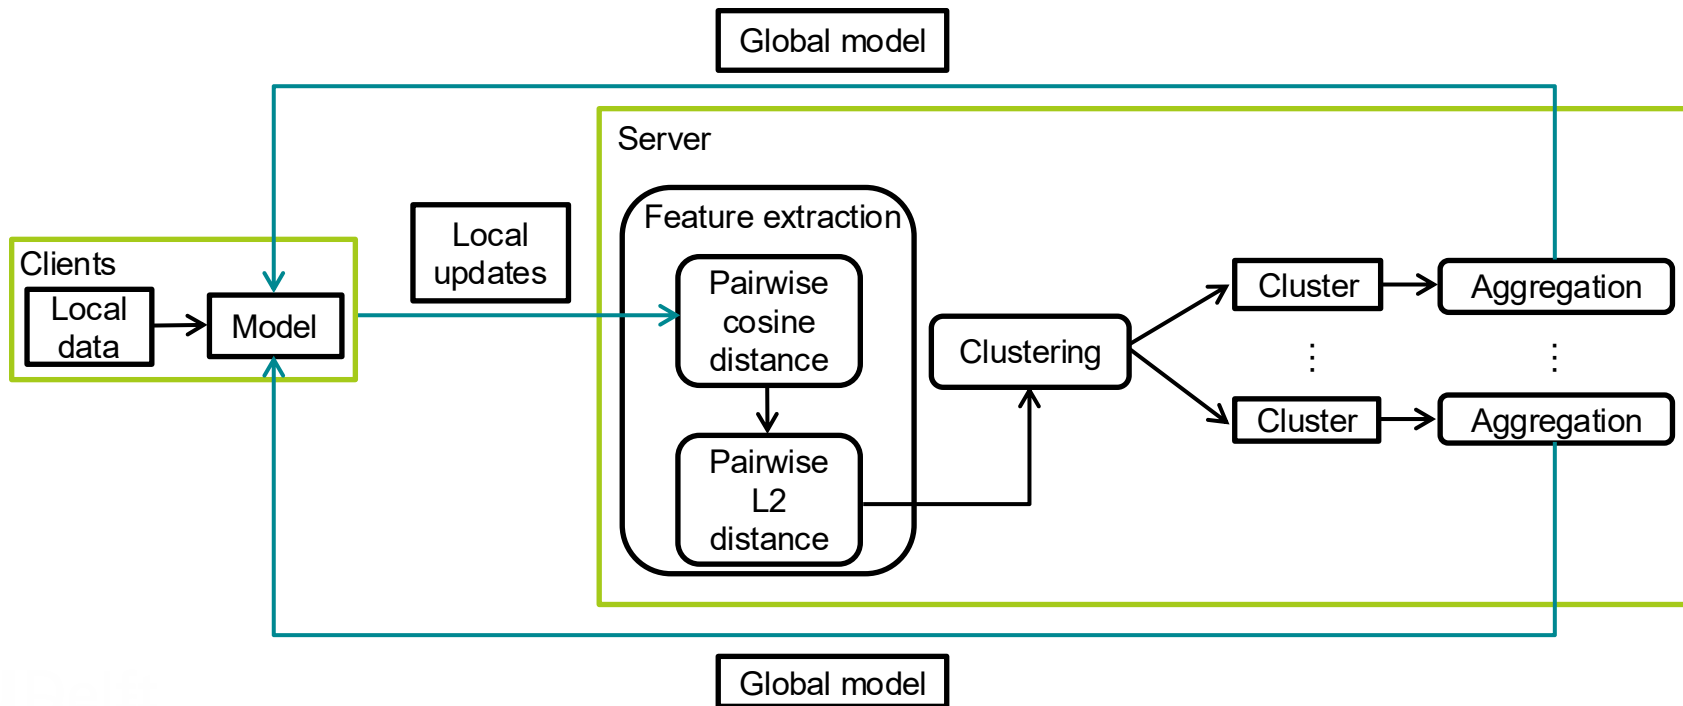 Global model
Server
Feature extraction
Local
updates
Clients
Local
data
Model
Pairwise
cosine
distance
Pairwise
L2
distance
Clustering
Cluster
Aggregation
⋮
⋮
Cluster
Aggregation
Global model